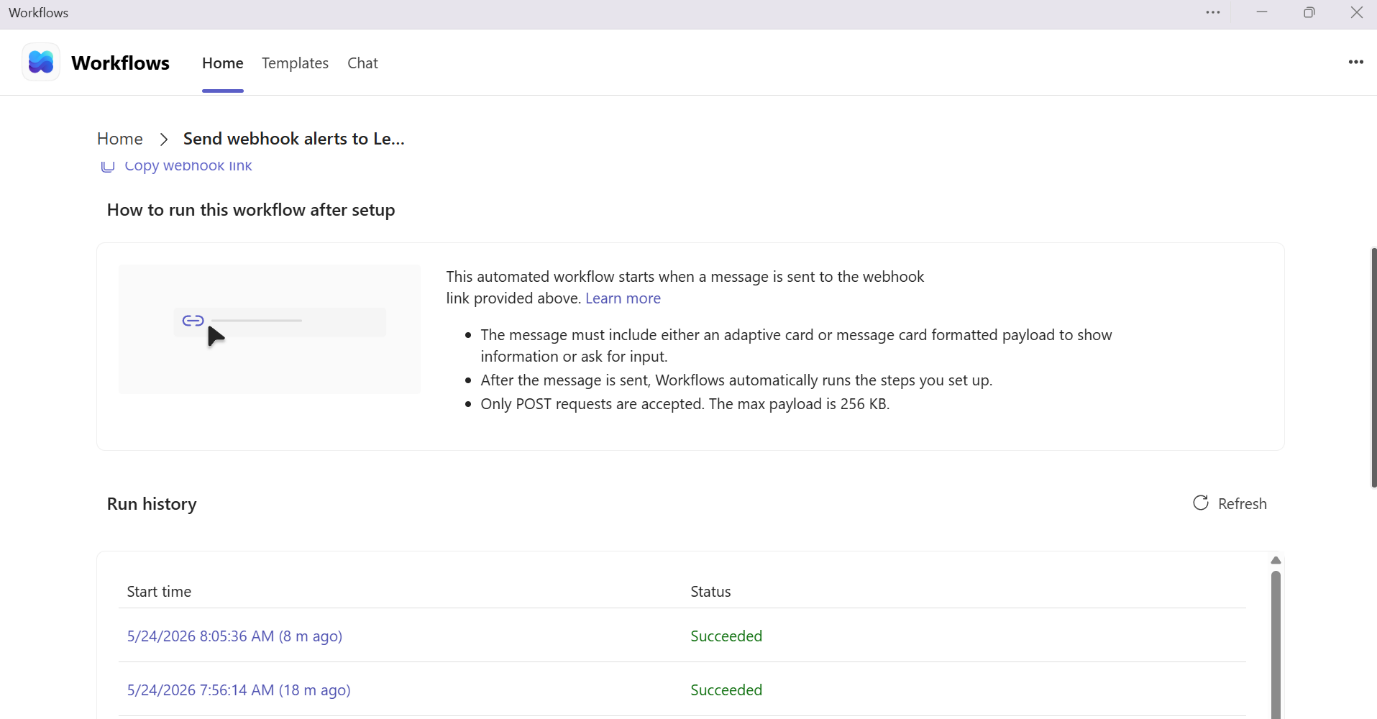 Workflows
Workflows Home Templates Chat
Home > Send webhook alerts to Le...
Copy webhook link
How to run this workflow after setup
This automated workflow starts when a message is sent to the webhook
link provided above. Learn more
• The message must include either an adaptive card or message card formatted payload to show
information or ask for input.
• After the message is sent, Workflows automatically runs the steps you set up.
• Only POST requests are accepted. The max payload is 256 KB.
Run history Refresh
Start time Status
5/24/2026 8:05:36 AM (8 m ago) Succeeded
5/24/2026 7:56:14 AM (18 m ago) Succeeded